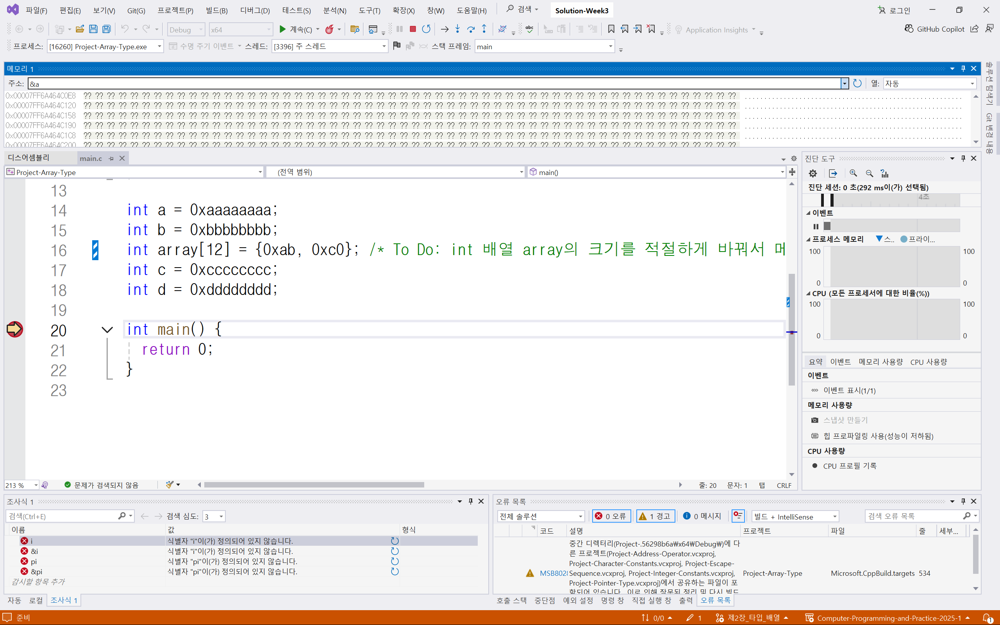 파일(F) 편집(E) 보기(V) Git(G) 프로젝트(P) 빌드(B) 디버그(D) 테스트(S) 분석(N) 도구(T) 확장(X) 창(W) 도움말(H) 검색 Solution-Week3 로그인
Debug x64 계속(C) Application Insights GitHub Copilot
프로세스: [16260] Project-Array-Type.exe 수명 주기 이벤트 스레드: [3396] 주 스레드 스택 프레임: main
메모리 1
주소: &a 열: 자동
0x00007FF6A464C0E8 ?? ?? ?? ?? ?? ?? ?? ?? ?? ?? ?? ?? ?? ?? ?? ?? ?? ?? ?? ?? ?? ?? ?? ?? ?? ?? ?? ?? ?? ?? ?? ?? ?? ?? ?? ?? ?? ?? ?? ?? ?? ?? ?? ?? ?? ?? ?? ?? ?? ?? ?? ?? ?? ?? ?? ?? ........................................................
0x00007FF6A464C120 ?? ?? ?? ?? ?? ?? ?? ?? ?? ?? ?? ?? ?? ?? ?? ?? ?? ?? ?? ?? ?? ?? ?? ?? ?? ?? ?? ?? ?? ?? ?? ?? ?? ?? ?? ?? ?? ?? ?? ?? ?? ?? ?? ?? ?? ?? ?? ?? ?? ?? ?? ?? ?? ?? ?? ?? ........................................................
0x00007FF6A464C158 ?? ?? ?? ?? ?? ?? ?? ?? ?? ?? ?? ?? ?? ?? ?? ?? ?? ?? ?? ?? ?? ?? ?? ?? ?? ?? ?? ?? ?? ?? ?? ?? ?? ?? ?? ?? ?? ?? ?? ?? ?? ?? ?? ?? ?? ?? ?? ?? ?? ?? ?? ?? ?? ?? ?? ?? ........................................................
0x00007FF6A464C190 ?? ?? ?? ?? ?? ?? ?? ?? ?? ?? ?? ?? ?? ?? ?? ?? ?? ?? ?? ?? ?? ?? ?? ?? ?? ?? ?? ?? ?? ?? ?? ?? ?? ?? ?? ?? ?? ?? ?? ?? ?? ?? ?? ?? ?? ?? ?? ?? ?? ?? ?? ?? ?? ?? ?? ?? ........................................................
0x00007FF6A464C1C8 ?? ?? ?? ?? ?? ?? ?? ?? ?? ?? ?? ?? ?? ?? ?? ?? ?? ?? ?? ?? ?? ?? ?? ?? ?? ?? ?? ?? ?? ?? ?? ?? ?? ?? ?? ?? ?? ?? ?? ?? ?? ?? ?? ?? ?? ?? ?? ?? ?? ?? ?? ?? ?? ?? ?? ?? ........................................................
0x00007FF6A464C200 ?? ?? ?? ?? ?? ?? ?? ?? ?? ?? ?? ?? ?? ?? ?? ?? ?? ?? ?? ?? ?? ?? ?? ?? ?? ?? ?? ?? ?? ?? ?? ?? ?? ?? ?? ?? ?? ?? ?? ?? ?? ?? ?? ?? ?? ?? ?? ?? ?? ?? ?? ?? ?? ?? ?? ??
솔루션 탐색기
Git 변경 내용
디스어셈블리 main.c
Project-Array-Type (전역 범위) main()
13
14 int a = 0xaaaaaaaa;
15 int b = 0xbbbbbbbb;
16 int array[12] = {0xab, 0xc0}; /* To Do: int 배열 array의 크기를 적절하게 바꿔서 메
17 int c = 0xcccccccc;
18 int d = 0xdddddddd;
19
20 int main() {
21 return 0;
22 }
23
213 % 문제가 검색되지 않음 줄: 20 문자: 1 탭 CRLF
진단 도구
진단 세션: 0 초(292 ms이(가) 선택됨)
4초
이벤트
프로세스 메모리 스.. 프라이...
100 100
0 0
CPU (모든 프로세서에 대한 비율(%))
100 100
0 0
요약 이벤트 메모리 사용량 CPU 사용량
이벤트
이벤트 표시(1/1)
메모리 사용량
스냅샷 만들기
힙 프로파일링 사용(성능이 저하됨)
CPU 사용량
CPU 프로필 기록
조사식 1
검색(Ctrl+E) 검색 심도: 3
이름 값 형식
i 식별자 "i"이(가) 정의되어 있지 않습니다.
&i 식별자 "i"이(가) 정의되어 있지 않습니다.
pi 식별자 "pi"이(가) 정의되어 있지 않습니다.
&pi 식별자 "pi"이(가) 정의되어 있지 않습니다.
감시할 항목 추가
자동 로컬 조사식 1
오류 목록
전체 솔루션 0 오류 1 경고 0 메시지 빌드 + IntelliSense 검색 오류 목록
코드 설명 프로젝트 파일 줄 세부...
중간 디렉터리(Project-.56298b6a₩x64₩Debug₩)에 다
른 프로젝트(Project-Address-Operator.vcxproj,
Project-Character-Constants.vcxproj, Project-Escape-
MSB802 Sequence.vcxproj, Project-Integer-Constants.vcxproj, Project-Array-Type Microsoft.CppBuild.targets 534
Project-Pointer-Type.vcxproj)에서 공유하는 파일이 포
함되어 있습니다. 이로 인해 잘못된 정리 및 다시 빌드
호출 스택 중단점 예외 설정 명령 창 직접 실행 창 출력 오류 목록
준비 0/0 1 제2장_타입_배열 Computer-Programming-and-Practice-2025-1 1